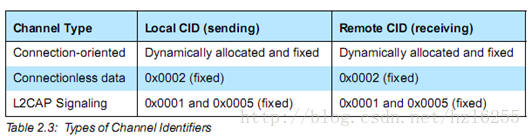 Channel Type Local CID (sending) Remote CID (receiving)
Connection-oriented Dynamically allocated and fixed Dynamically allocated and fixed
Connectionless data 0x0002 (fixed) 0x0002 (fixed)
L2CAP Signaling 0x0001 and 0x0005 (fixed) 0x0001 and 0x0005 (fixed)
Table 2.3: Types of Channel Identifiers
http://blog.csdn.net/hzl6255